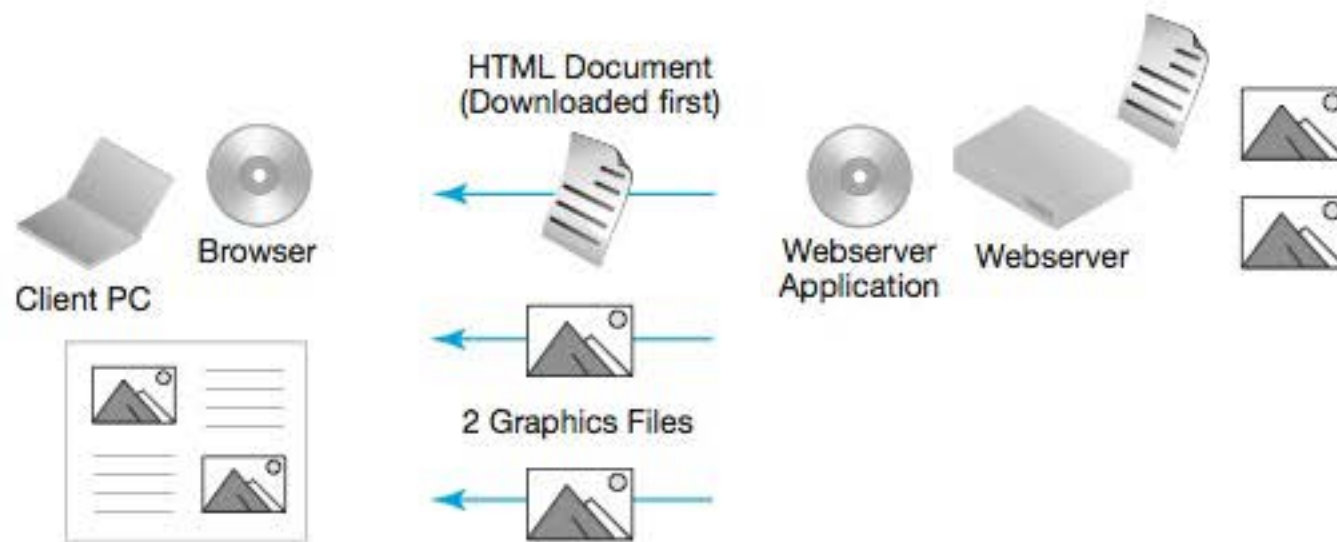 HTML Document
(Downloaded first)
Browser
Client PC
Webserver
Application
Webserver
2 Graphics Files